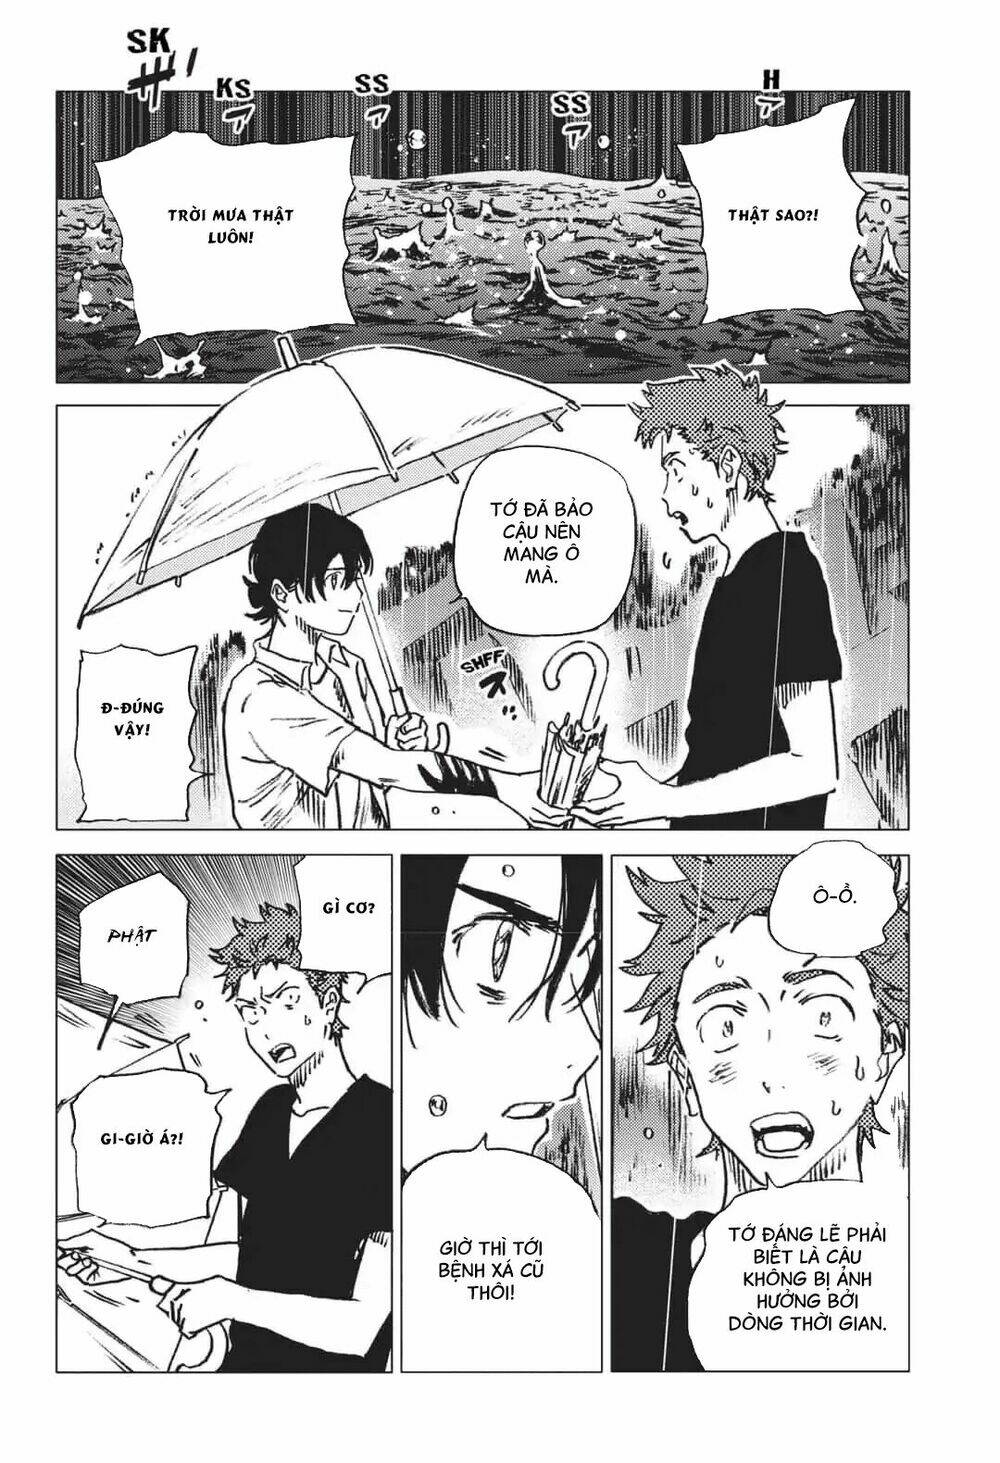 SK
KS
SS
SS
H
THẬT SAO?!
TRỜI MƯA THẬT
LUÔN!
TỚ ĐÃ BẢO
CẬU NÊN
MANG Ô
MÀ.
SHFF
ス
Đ-ĐÚNG
VẬY!
Ô-Ồ.
TỚ ĐÁNG LẼ PHẢI
BIẾT LÀ CẬU
KHÔNG BỊ ẢNH
HƯỞNG BỞI
DÒNG THỜI GIAN.
GIỜ THÌ TỚI
BỆNH XÁ CŨ
THÔI!
GÌ CƠ?
PHẬT
GI-GIỜ Á?!